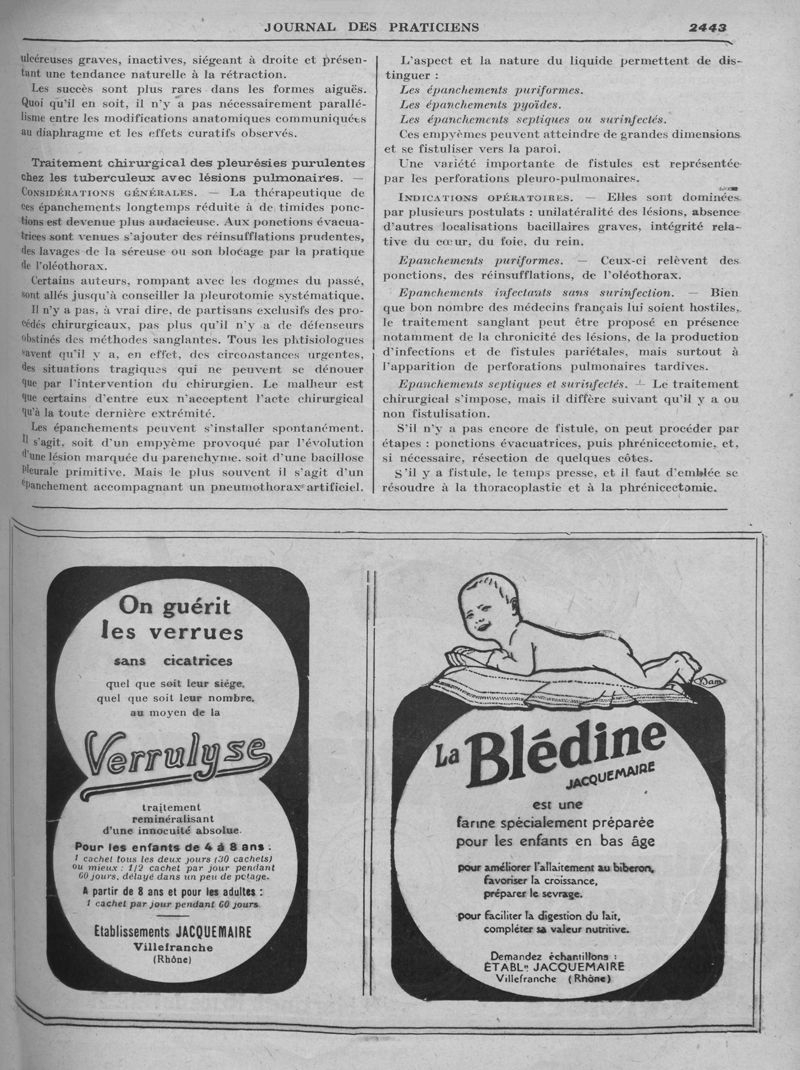 JOURNAL DES PRATICIENS 2443
ulcéreuses graves, inactives, siégeant à droite et présen-
tant une tendance naturelle à la rétraction.
Les succès sont plus rares dans les formes aiguës.
Quoi qu'il en soit, il n'y a pas nécessairement parallé-
lisme entre les modifications anatomiques communiquées
au diaphragme et les effets curatifs observés.
Traitement chirurgical des pleurésies purulentes
chez les tuberculeux avec lésions pulmonaires. —
CONSIDÉRATIONS GÉNÉRALES. — La thérapeutique de
ces épanchements longtemps réduite à de timides ponc-
tions est devenue plus audacieuse. Aux ponctions évacua-
trices sont venues s'ajouter des réinsufflations prudentes,
des lavages de la séreuse ou son blocage par la pratique
de l'oléothorax.
Certains auteurs, rompant avec les dogmes du passé,
sont allés jusqu'à conseiller la pleurotomie systématique.
Il n'y a pas, à vrai dire, de partisans exclusifs des pro-
cédés chirurgicaux, pas plus qu'il n'y a de défenseurs
obstinés des méthodes sanglantes. Tous les phtisiologues
savent qu'il y a, en effet, des circonstances urgentes,
des situations tragiques qui ne peuvent se dénouer
que par l'intervention du chirurgien. Le malheur est
que certains d'entre eux n'acceptent l'acte chirurgical
qu'à la toute dernière extrémité.
Les épanchements peuvent s'installer spontanément.
Il s'agit, soit d'un empyème provoqué par l'évolution
d'une lésion marquée du parenchyme. soit d'une bacillose
pleurale primitive. Mais le plus souvent il s'agit d'un
épanchement accompagnant un pneumothorax artificiel.
L'aspect et la nature du liquide permettent de dis-
tinguer :
Les épanchements puriformes.
Les épanchements pyoïdes.
Les épanchements septiques ou surinfectés.
Ces empyèmes peuvent atteindre de grandes dimensions
et se fistuliser vers la paroi.
Une variété importante de fistules est représentée
par les perforations pleuro-pulmonaires.
INDICATIONS OPÉRATOIRES. — Elles sont dominées
par plusieurs postulats : unilatéralité des lésions, absence
d'autres localisations bacillaires graves, intégrité rela-
tive du cœur, du foie, du rein.
Epanchements puriformes. — Ceux-ci relèvent des
ponctions, des réinsufflations, de l'oléothorax.
Epanchements infectants sans surinfection. — Bien
que bon nombre des médecins français lui soient hostiles,
le traitement sanglant peut être proposé en présence
notamment de la chronicité des lésions, de la production
d'infections et de fistules pariétales, mais surtout à
l'apparition de perforations pulmonaires tardives.
Epanchements septiques et surinfectés. — Le traitement
chirurgical s'impose, mais il diffère suivant qu'il y a ou
non fistulisation.
S'il n'y a pas encore de fistule, on peut procéder par
étapes : ponctions évacuatrices, puis phrénicectomie, et,
si nécessaire, résection de quelques côtes.
S'il y a fistule, le temps presse, et il faut d'emblée se
résoudre à la thoracoplastie et à la phrénicectomie.
On guérit
les verrues
sans cicatrices
quel que soit leur siége,
quel que soit leur nombre,
au moyen de la
Verrulyse
traitement
reminéralisant
d'une innocuité absolue.
Pour les enfants de 4 à 8 ans :
1 cachet tous les deux jours (30 cachets)
ou mieux : 1/2 cachet par jour pendant
60 jours, délayé dans un peu de potage.
A partir de 8 ans et pour les adultes :
1 cachet par jour pendant 60 jours.
Etablissements JACQUEMAIRE
Villefranche
(Rhône)
Dam
La Blédine
JACQUEMAIRE
est une
farine spécialement préparée
pour les enfants en bas âge
pour améliorer l'allaitement au biberon,
favoriser la croissance,
préparer le sevrage.
pour faciliter la digestion du lait,
compléter sa valeur nutritive.
Demandez échantillons :
ÉTABLts JACQUEMAIRE
Villefranche (Rhône)